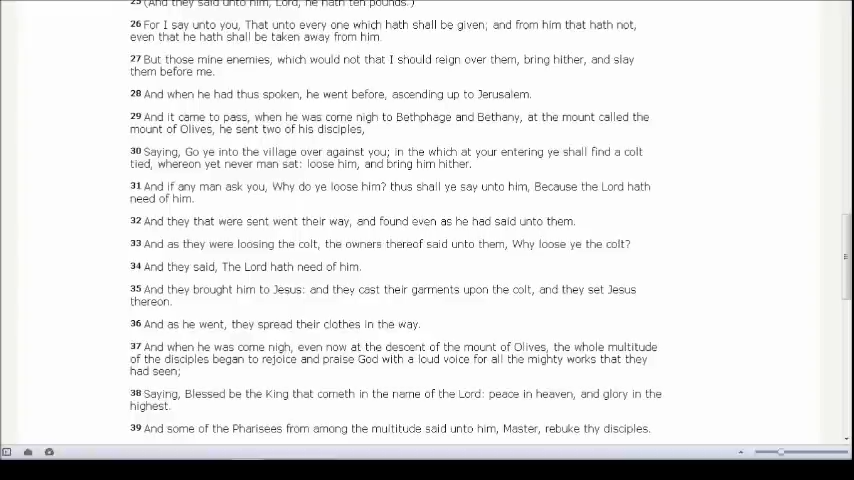 25 (And they said unto him, Lord, he hath ten pounds.)
26 For I say unto you, That unto every one which hath shall be given; and from him that hath not,
even that he hath shall be taken away from him.
27 But those mine enemies, which would not that I should reign over them, bring hither, and slay
them before me.
28 And when he had thus spoken, he went before, ascending up to Jerusalem.
29 And it came to pass, when he was come nigh to Bethphage and Bethany, at the mount called the
mount of Olives, he sent two of his disciples,
30 Saying, Go ye into the village over against you; in the which at your entering ye shall find a colt
tied, whereon yet never man sat: loose him, and bring him hither.
31 And if any man ask you, Why do ye loose him? thus shall ye say unto him, Because the Lord hath
need of him.
32 And they that were sent went their way, and found even as he had said unto them.
33 And as they were loosing the colt, the owners thereof said unto them, Why loose ye the colt?
34 And they said, The Lord hath need of him.
35 And they brought him to Jesus: and they cast their garments upon the colt, and they set Jesus
thereon.
36 And as he went, they spread their clothes in the way.
37 And when he was come nigh, even now at the descent of the mount of Olives, the whole multitude
of the disciples began to rejoice and praise God with a loud voice for all the mighty works that they
had seen;
38 Saying, Blessed be the King that cometh in the name of the Lord: peace in heaven, and glory in the
highest.
39 And some of the Pharisees from among the multitude said unto him, Master, rebuke thy disciples.